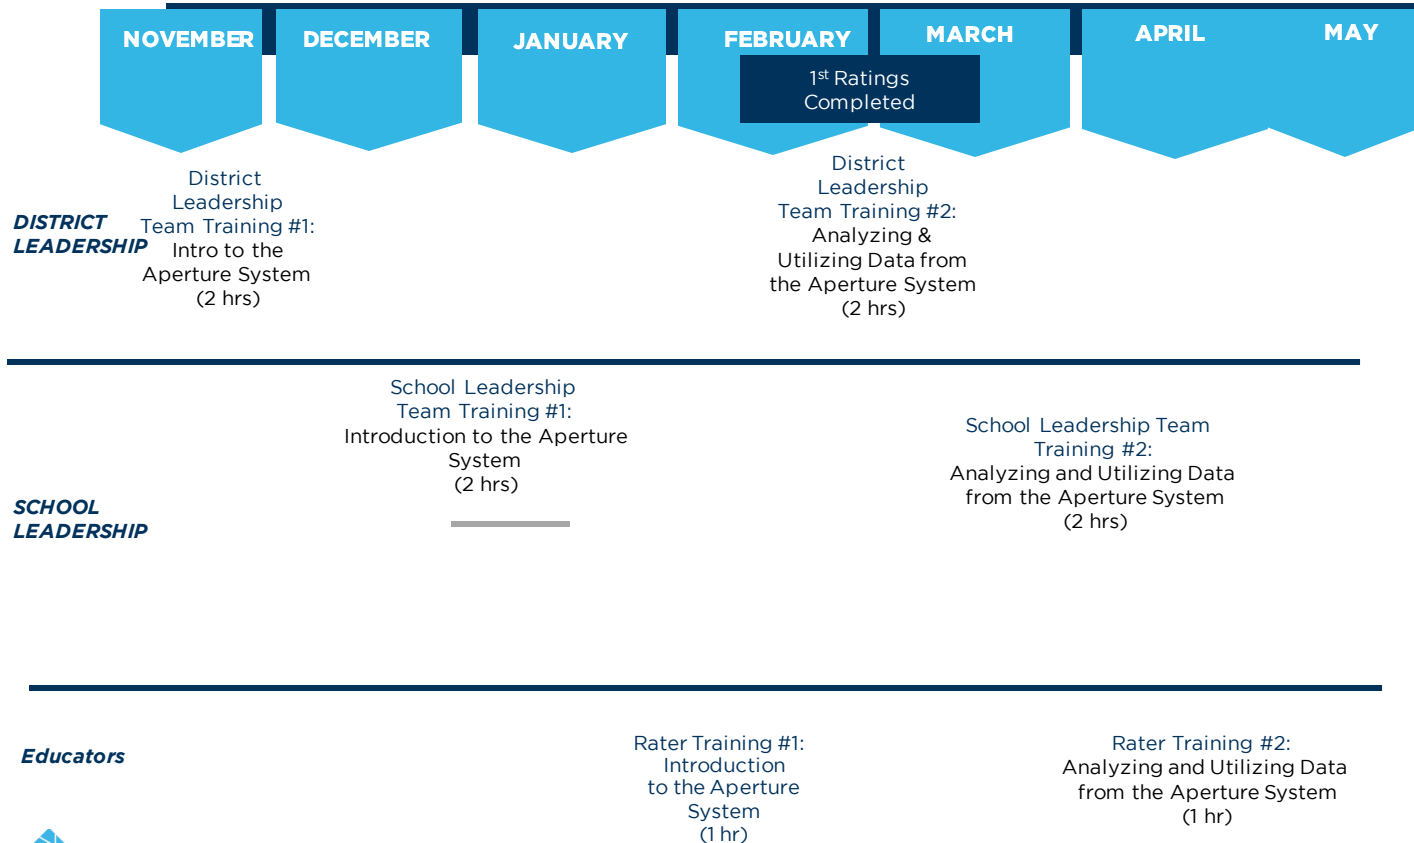 NOVEMBER
DECEMBER
JANUARY
FEBRUARY
MARCH
APRIL
MAY
1st Ratings
Completed
DISTRICT
LEADERSHIP
District
Leadership
Team Training #1:
Intro to the
Aperture System
(2 hrs)
District
Leadership
Team Training #2:
Analyzing &
Utilizing Data from
the Aperture System
(2 hrs)
SCHOOL
LEADERSHIP
School Leadership
Team Training #1:
Introduction to the Aperture
System
(2 hrs)
School Leadership Team
Training #2:
Analyzing and Utilizing Data
from the Aperture System
(2 hrs)
Educators
Rater Training #1:
Introduction
to the Aperture
System
(1 hr)
Rater Training #2:
Analyzing and Utilizing Data
from the Aperture System
(1 hr)